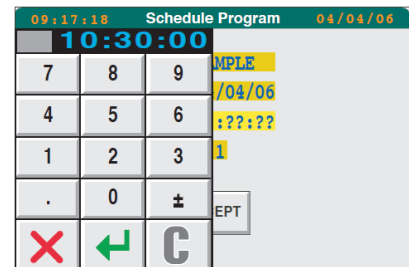 09:17:18 Schedule Program 04/04/06
10:30:00
7 8 9 MPLE
/04/06
4 5 6 :??:??
1 2 3 1
. 0 ± EPT
C